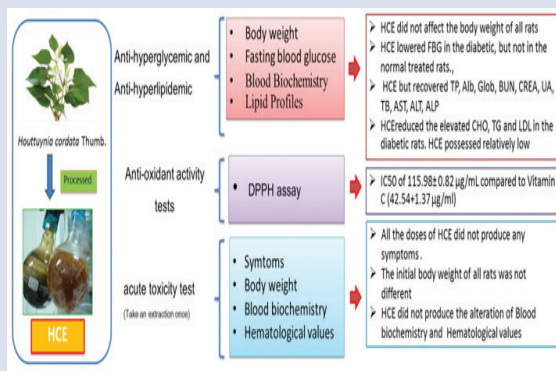 Houttuynia cordata Thumb.
Processed
HCE
Anti-hyperglycemic and
Anti-hyperlipidemic
• Body weight
• Fasting blood glucose
• Blood Biochemistry
• Lipid Profiles
➢ HCE did not affect the body weight of all rats
➢ HCE lowered FBG in the diabetic, but not in the
normal treated rats.,
➢ HCE but recovered TP, Alb, Glob, BUN, CREA, UA,
TB, AST, ALT, ALP
➢ HCEreduced the elevated CHO, TG and LDL in the
diabetic rats. HCE possessed relatively low
Anti-oxidant activity
tests
• DPPH assay
➢ IC50 of 115.98± 0.82 µg/mL compared to Vitamin
C (42.54+1.37 µg/ml)
acute toxicity test
(Take an extraction once)
• Symtoms
• Body weight
• Blood biochemistry
• Hematological values
➢ All the doses of HCE did not produce any
symptoms .
➢ The initial body weight of all rats was not
different
➢ HCE did not produce the alteration of Blood
biochemistry and Hematological values